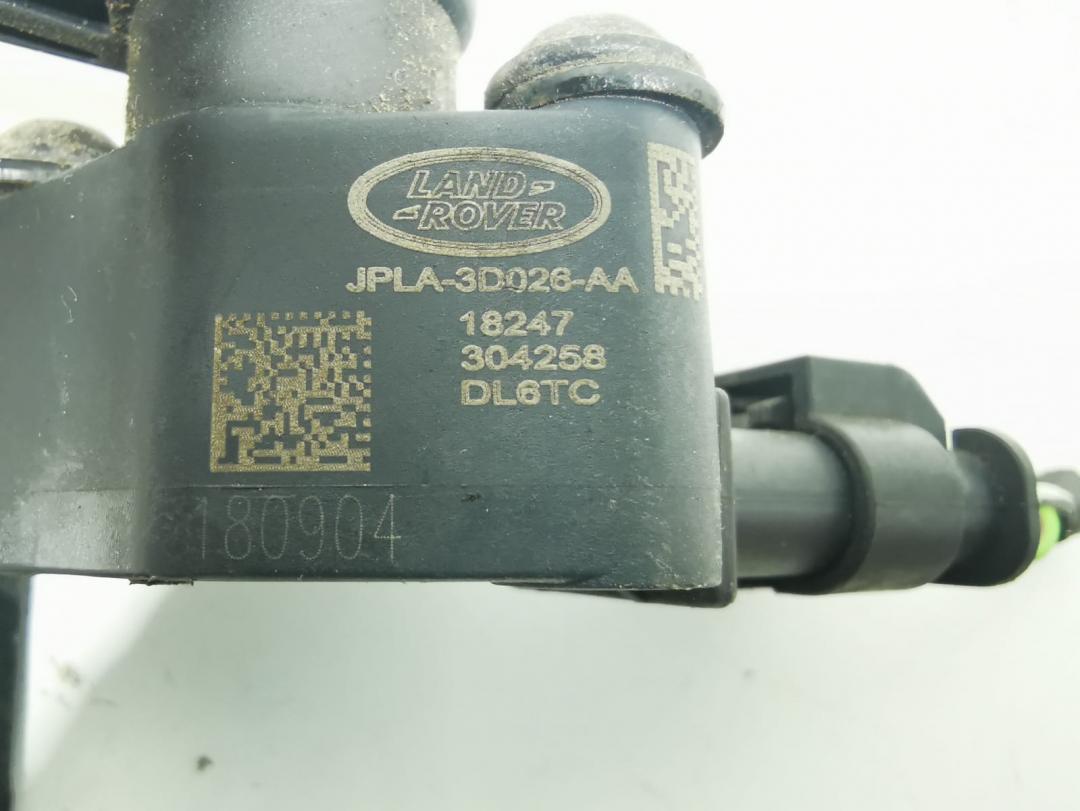 LAND
ROVER
JPLA-3D026-AA
18247
304258
DL6TC
180904